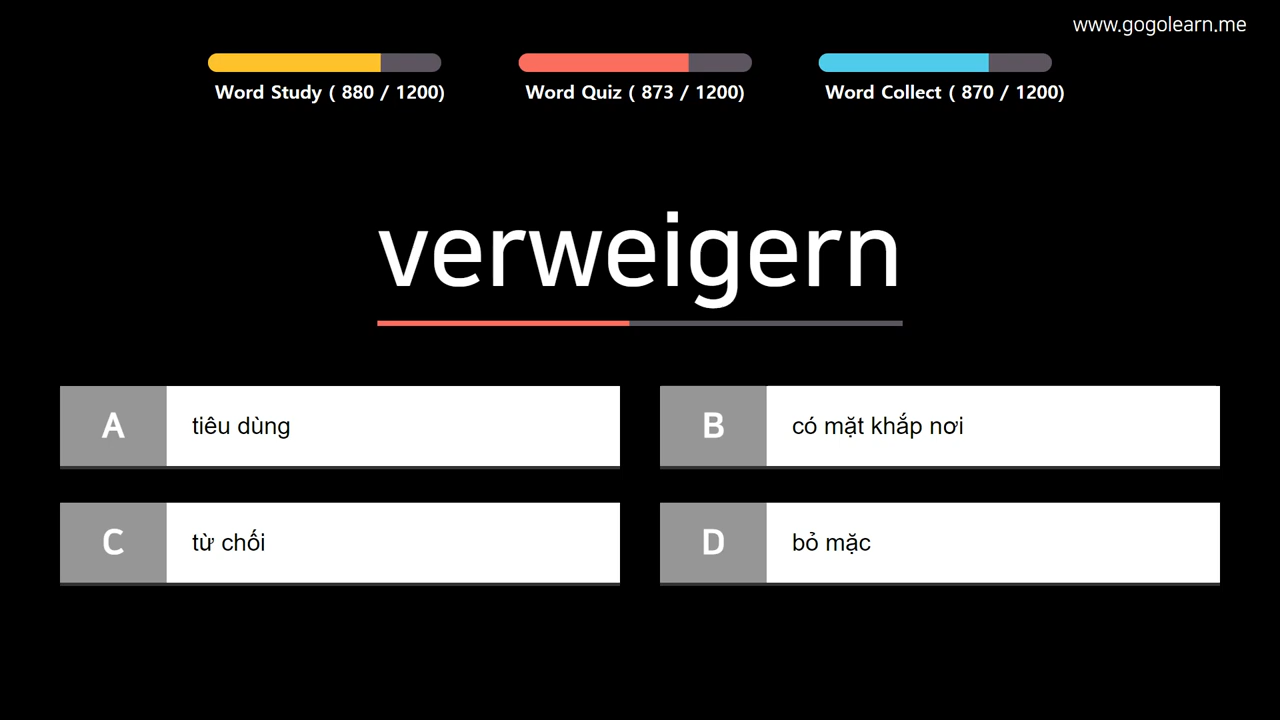 www.gogolearn.me
Word Study ( 880 / 1200)
Word Quiz ( 873 / 1200)
Word Collect ( 870 / 1200)
verweigern
A tiêu dùng
B có mặt khắp nơi
C từ chối
D bỏ mặc